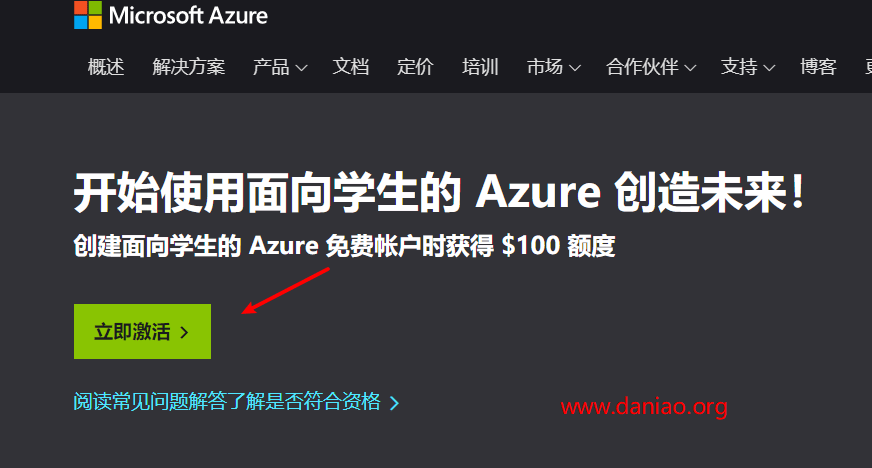 Microsoft Azure
概述 解决方案 产品 文档 定价 培训 市场 合作伙伴 支持 博客
开始使用面向学生的 Azure 创造未来！
创建面向学生的 Azure 免费帐户时获得 $100 额度
立即激活
阅读常见问题解答了解是否符合资格
www.daniao.org